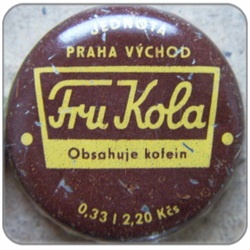 JEDNOTA
PRAHA VÝCHOD
Fru Kola
Obsahuje kofein
0,33 l 2,20 Kčs